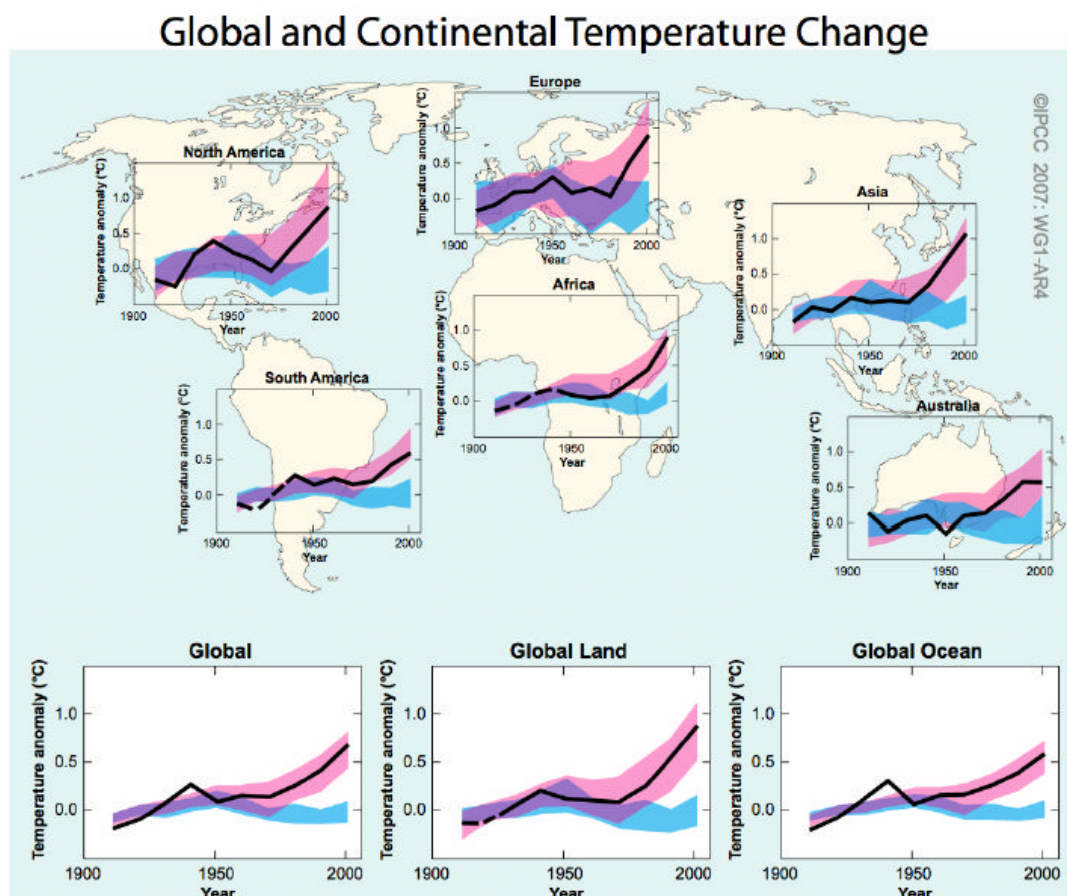 Global and Continental Temperature Change
©IPCC 2007: WG1-AR4
Europe
Temperature anomaly (°C)
1.0
0.5
0.0
1900
1950
2000
Year
North America
Temperature anomaly (°C)
1.0
0.5
0.0
1900
1950
2000
Year
Asia
Temperature anomaly (°C)
1.0
0.5
0.0
1900
1950
2000
Year
Africa
Temperature anomaly (°C)
1.0
0.5
0.0
1900
1950
2000
Year
South America
Temperature anomaly (°C)
1.0
0.5
0.0
1900
1950
2000
Year
Australia
Temperature anomaly (°C)
1.0
0.5
0.0
1900
1950
2000
Year
Global
Temperature anomaly (°C)
1.0
0.5
0.0
1900
1950
2000
Year
Global Land
Temperature anomaly (°C)
1.0
0.5
0.0
1900
1950
2000
Year
Global Ocean
Temperature anomaly (°C)
1.0
0.5
0.0
1900
1950
2000
Year